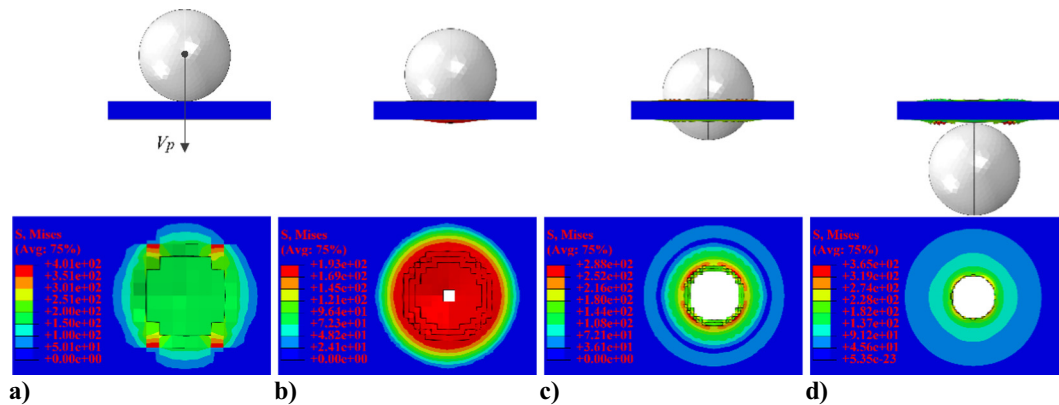 Vp
S, Mises
(Avg: 75%)
+4.01e+02
+3.51e+02
+3.01e+02
+2.51e+02
+2.00e+02
+1.50e+02
+1.00e+02
+5.01e+01
+0.00e+00
a)
S, Mises
(Avg: 75%)
+1.93e+02
+1.69e+02
+1.45e+02
+1.21e+02
+9.64e+01
+7.23e+01
+4.82e+01
+2.41e+01
+0.00e+00
b)
S, Mises
(Avg: 75%)
+2.88e+02
+2.52e+02
+2.16e+02
+1.80e+02
+1.44e+02
+1.08e+02
+7.21e+01
+3.61e+01
+0.00e+00
c)
S, Mises
(Avg: 75%)
+3.65e+02
+3.19e+02
+2.74e+02
+2.28e+02
+1.82e+02
+1.37e+02
+9.12e+01
+4.56e+01
+5.35e-23
d)